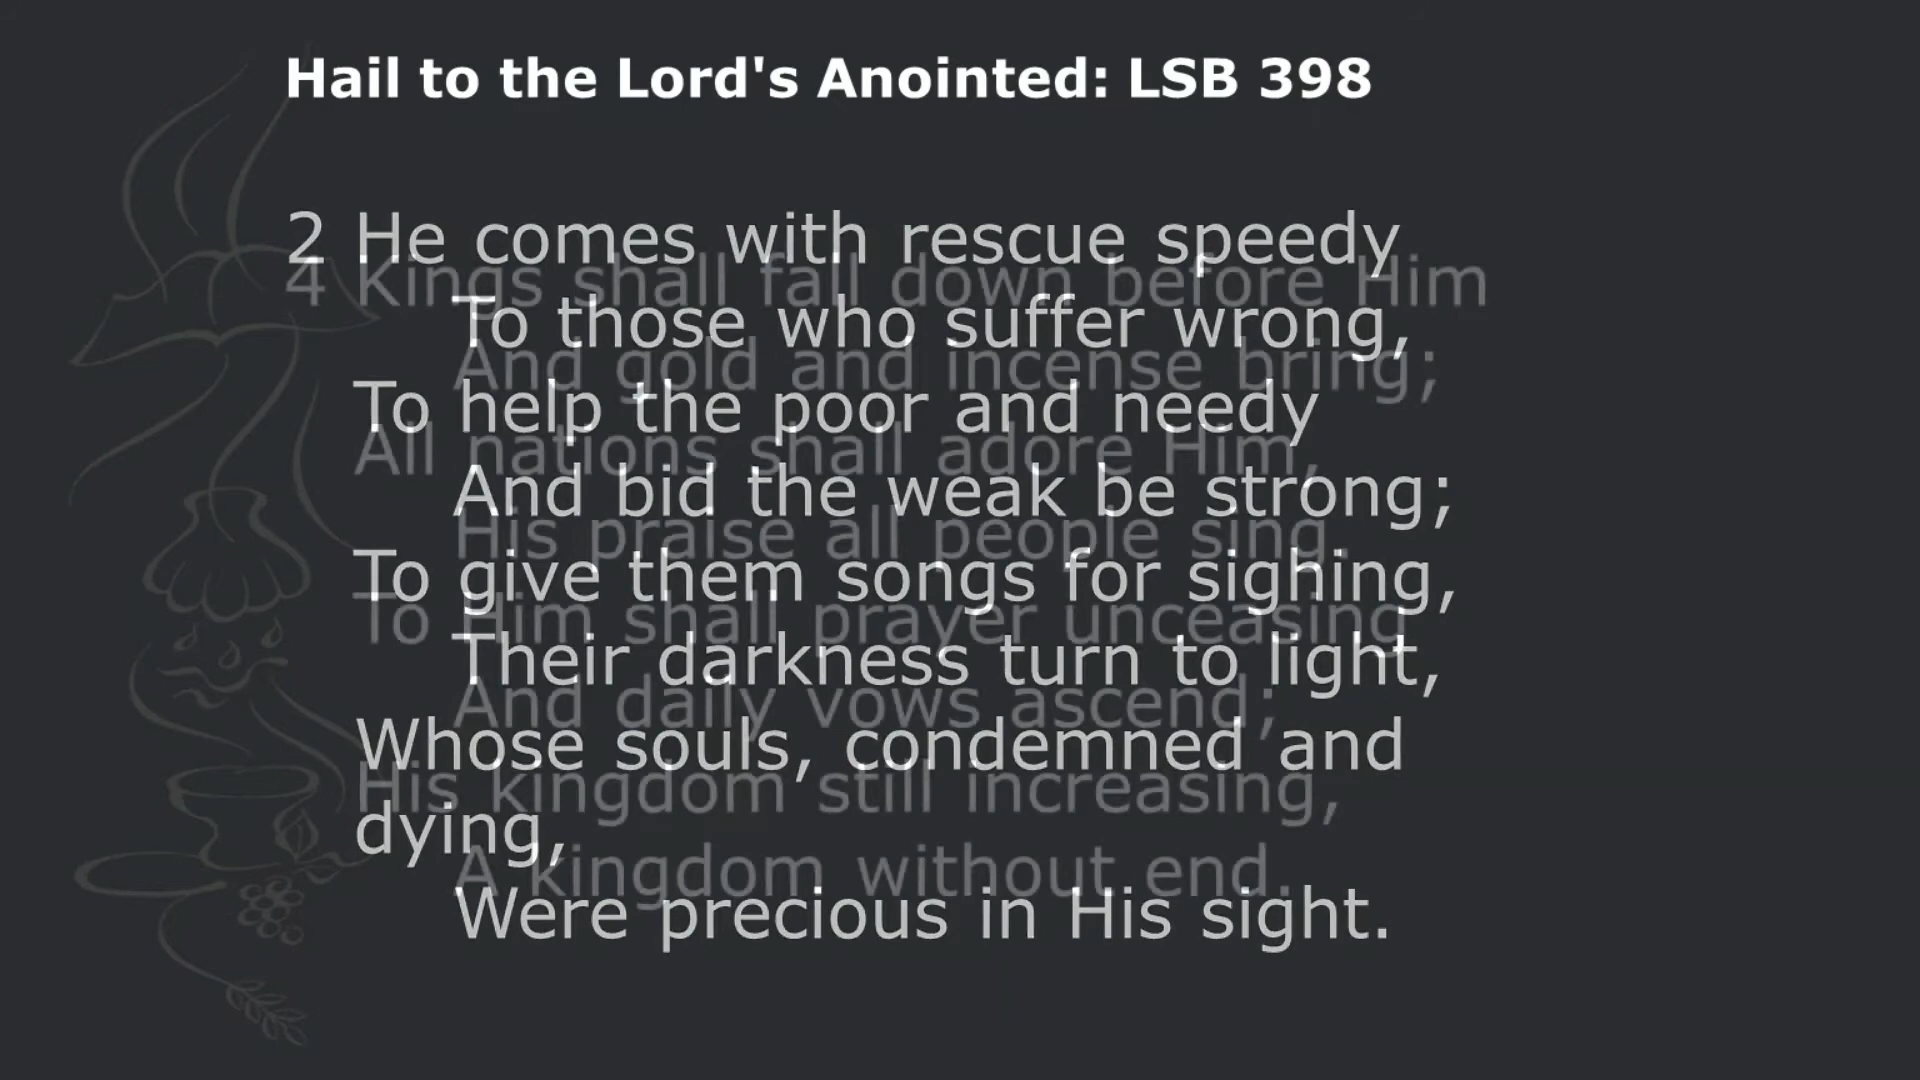 Hail to the Lord's Anointed: LSB 398
2 He comes with rescue speedy
To those who suffer wrong,
To help the poor and needy
And bid the weak be strong;
To give them songs for sighing,
Their darkness turn to light,
Whose souls, condemned and
dying,
Were precious in His sight.
4 Kings shall fall down before Him
And gold and incense bring;
All nations shall adore Him,
His praise all people sing.
To Him shall prayer unceasing
And daily vows ascend;
His kingdom still increasing,
A kingdom without end.